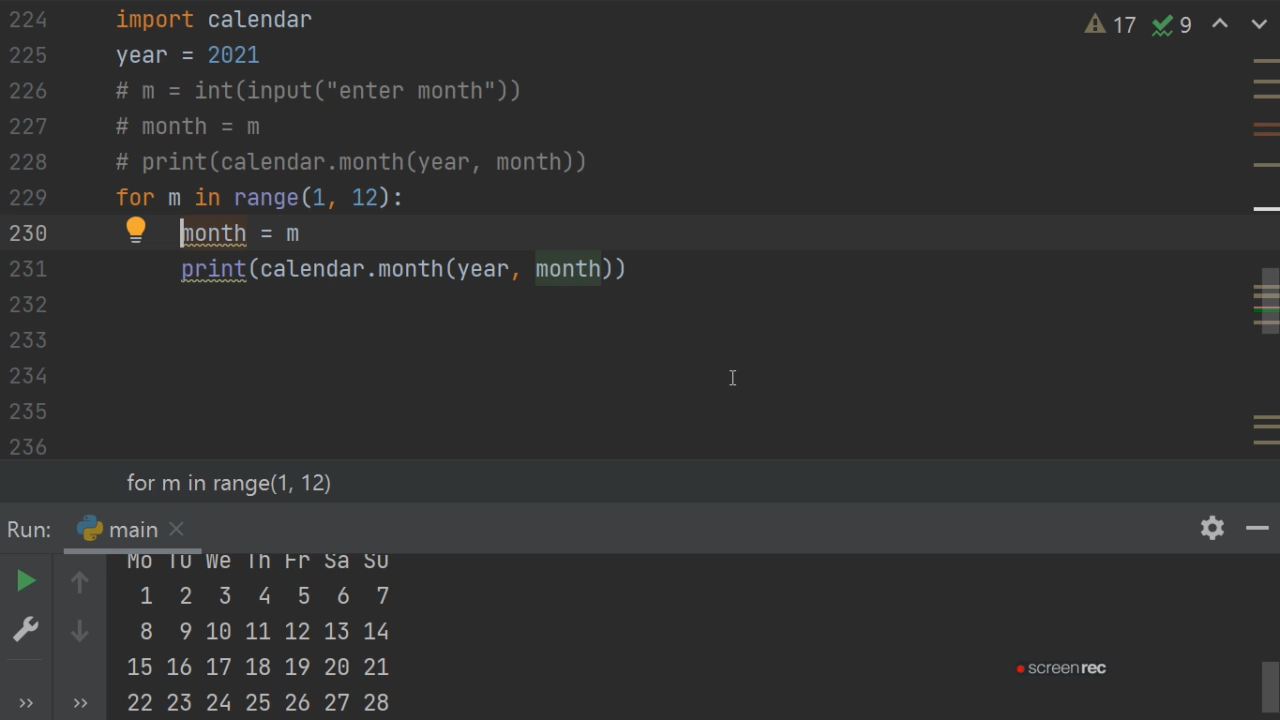 224 import calendar
17 9
225 year = 2021
226 # m = int(input("enter month"))
227 # month = m
228 # print(calendar.month(year, month))
229 for m in range(1, 12):
230 month = m
231 print(calendar.month(year, month))
232
233
234
235
236
for m in range(1, 12)
Run: main
Mo Tu We Th Fr Sa Su
1 2 3 4 5 6 7
8 9 10 11 12 13 14
15 16 17 18 19 20 21
screenrec
22 23 24 25 26 27 28